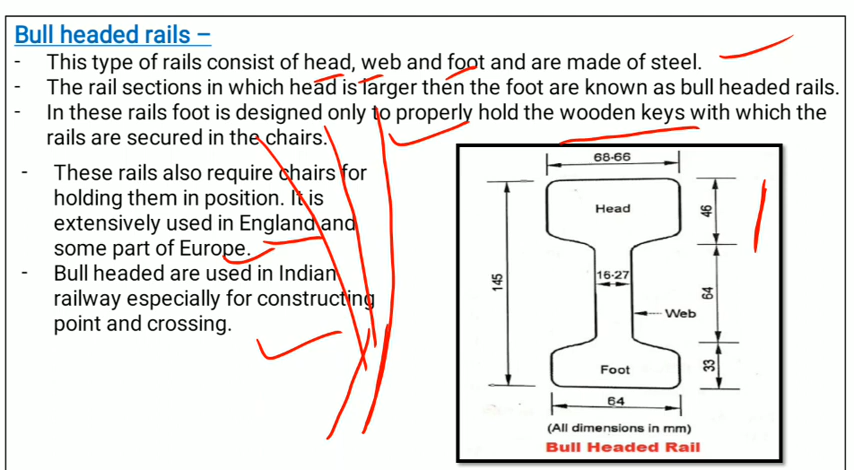 Bull headed rails –
- This type of rails consist of head, web and foot and are made of steel.
- The rail sections in which head is larger then the foot are known as bull headed rails.
- In these rails foot is designed only to properly hold the wooden keys with which the
rails are secured in the chairs.
- These rails also require chairs for
holding them in position. It is
extensively used in England and
some part of Europe.
- Bull headed are used in Indian
railway especially for constructing
point and crossing.
68-66
Head
46
145
16-27
64
Web
Foot
33
64
(All dimensions in mm)
Bull Headed Rail